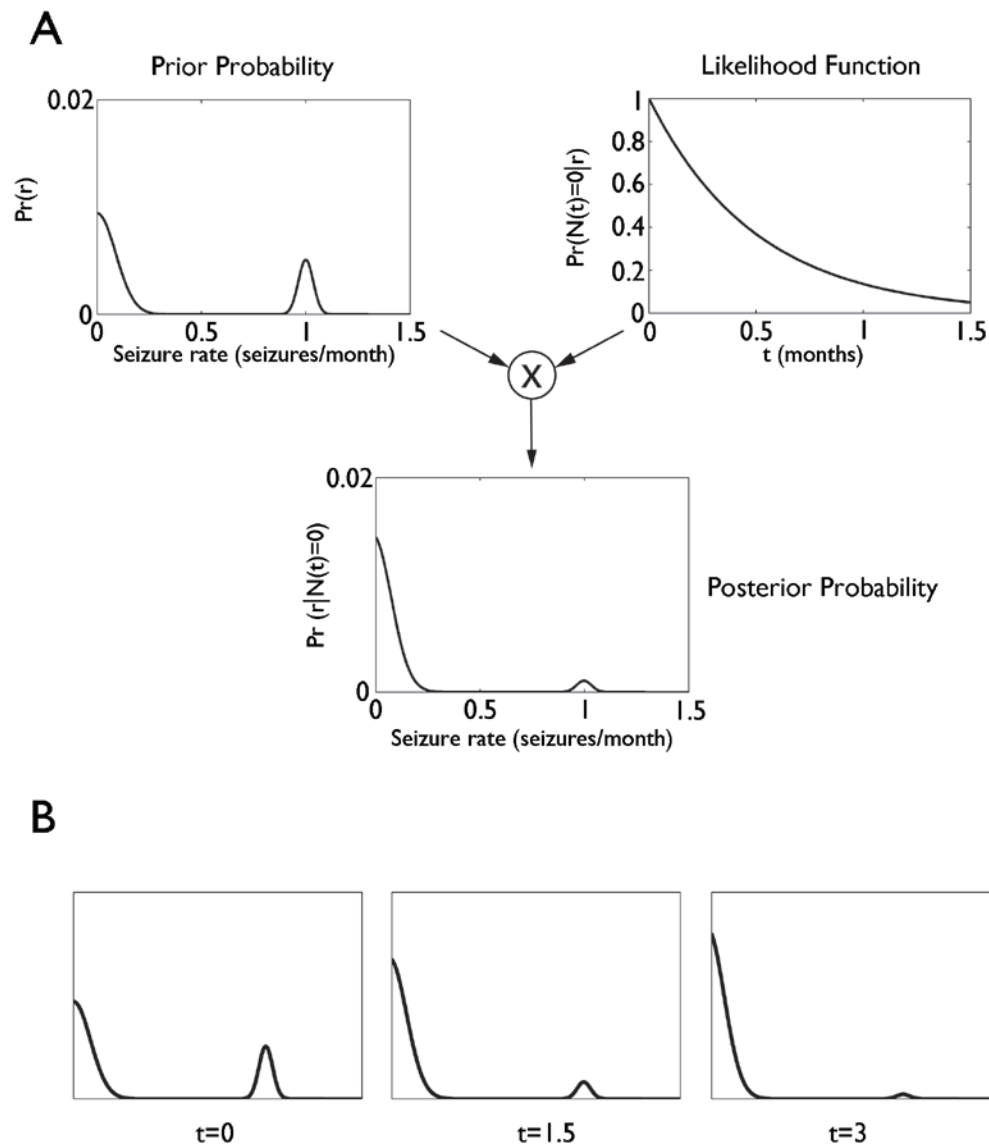 A
Prior Probability
0.02
Pr(r)
0
0
0.5
1
1.5
Seizure rate (seizures/month)
Likelihood Function
1
0.8
0.6
0.4
0.2
0
Pr(N(t)=0|r)
0
0.5
1
1.5
t (months)
X
0.02
Pr (r|N(t)=0)
0
0
0.5
1
1.5
Seizure rate (seizures/month)
Posterior Probability
B
t=0
t=1.5
t=3